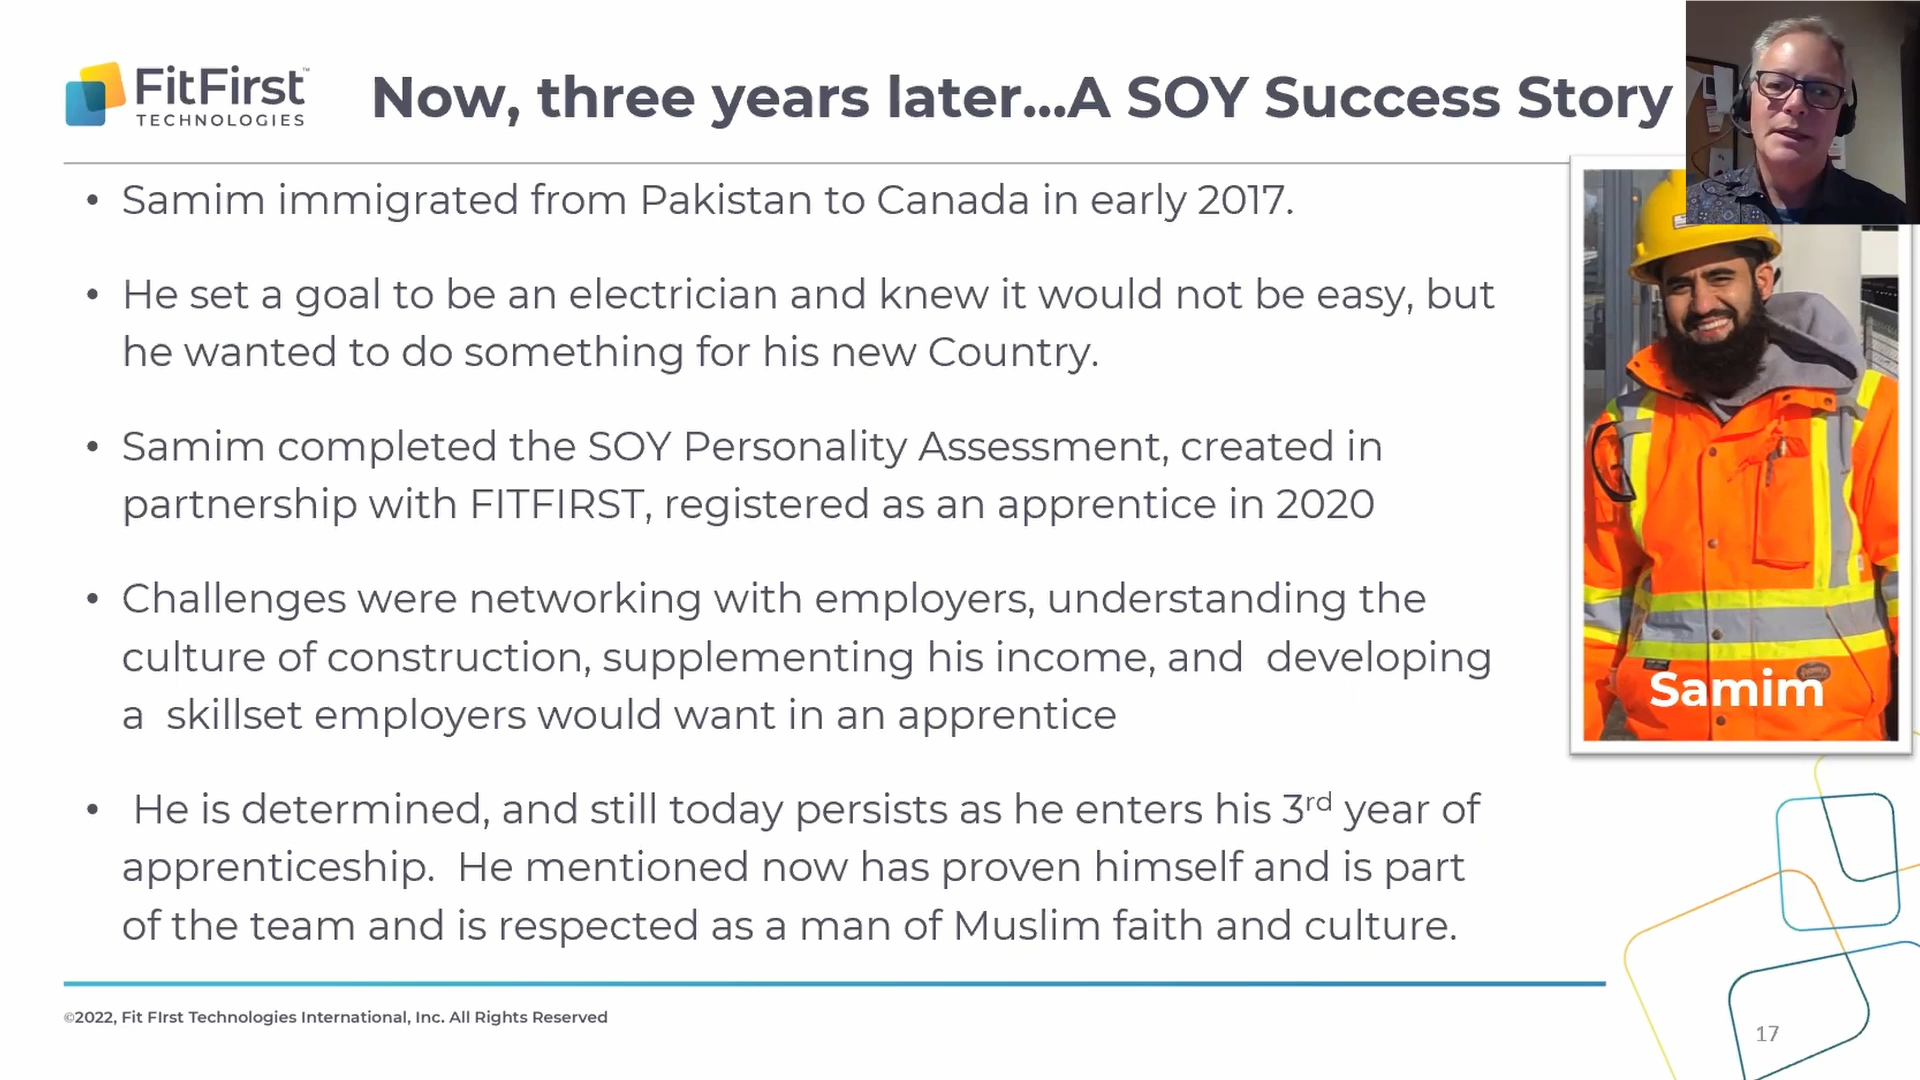 FitFirst™
TECHNOLOGIES
Now, three years later...A SOY Success Story
• Samim immigrated from Pakistan to Canada in early 2017.
• He set a goal to be an electrician and knew it would not be easy, but
he wanted to do something for his new Country.
• Samim completed the SOY Personality Assessment, created in
partnership with FITFIRST, registered as an apprentice in 2020
• Challenges were networking with employers, understanding the
culture of construction, supplementing his income, and  developing
a  skillset employers would want in an apprentice
•  He is determined, and still today persists as he enters his 3rd year of
apprenticeship.  He mentioned now has proven himself and is part
of the team and is respected as a man of Muslim faith and culture.
Samim
©2022, Fit FIrst Technologies International, Inc. All Rights Reserved
17